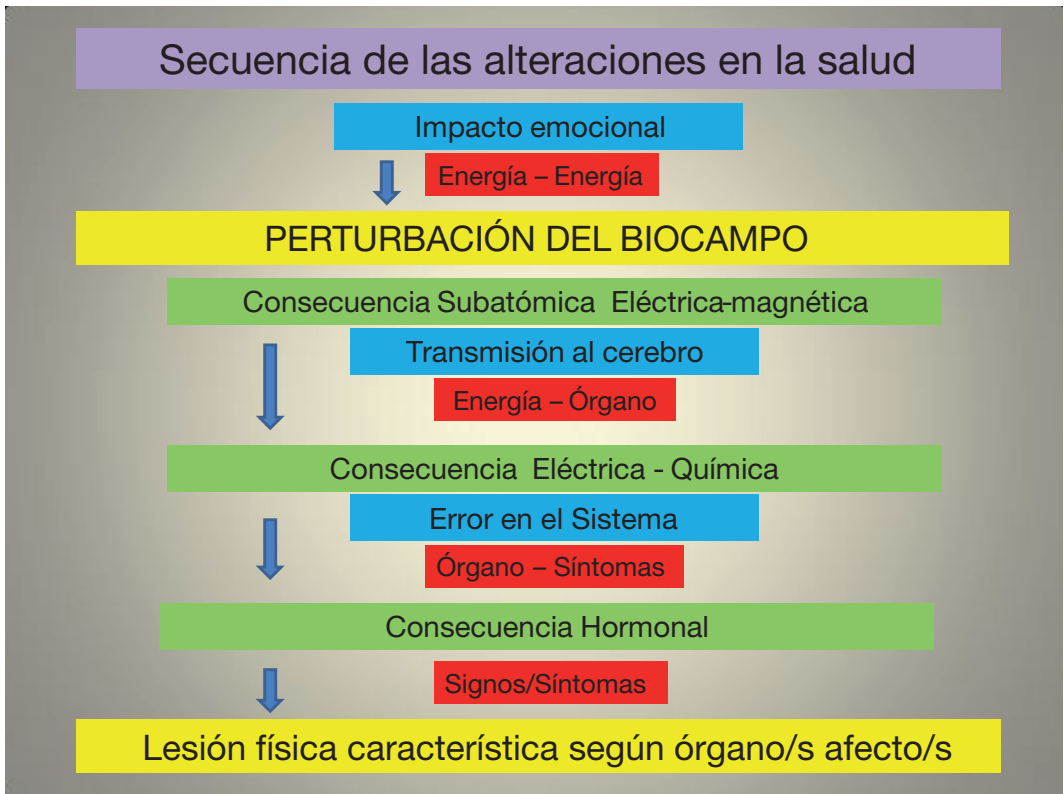 Secuencia de las alteraciones en la salud
Impacto emocional
Energía – Energía
PERTURBACIÓN DEL BIOCAMPO
Consecuencia Subatómica Eléctrica-magnética
Transmisión al cerebro
Energía – Órgano
Consecuencia Eléctrica - Química
Error en el Sistema
Órgano – Síntomas
Consecuencia Hormonal
Signos/Síntomas
Lesión física característica según órgano/s afecto/s